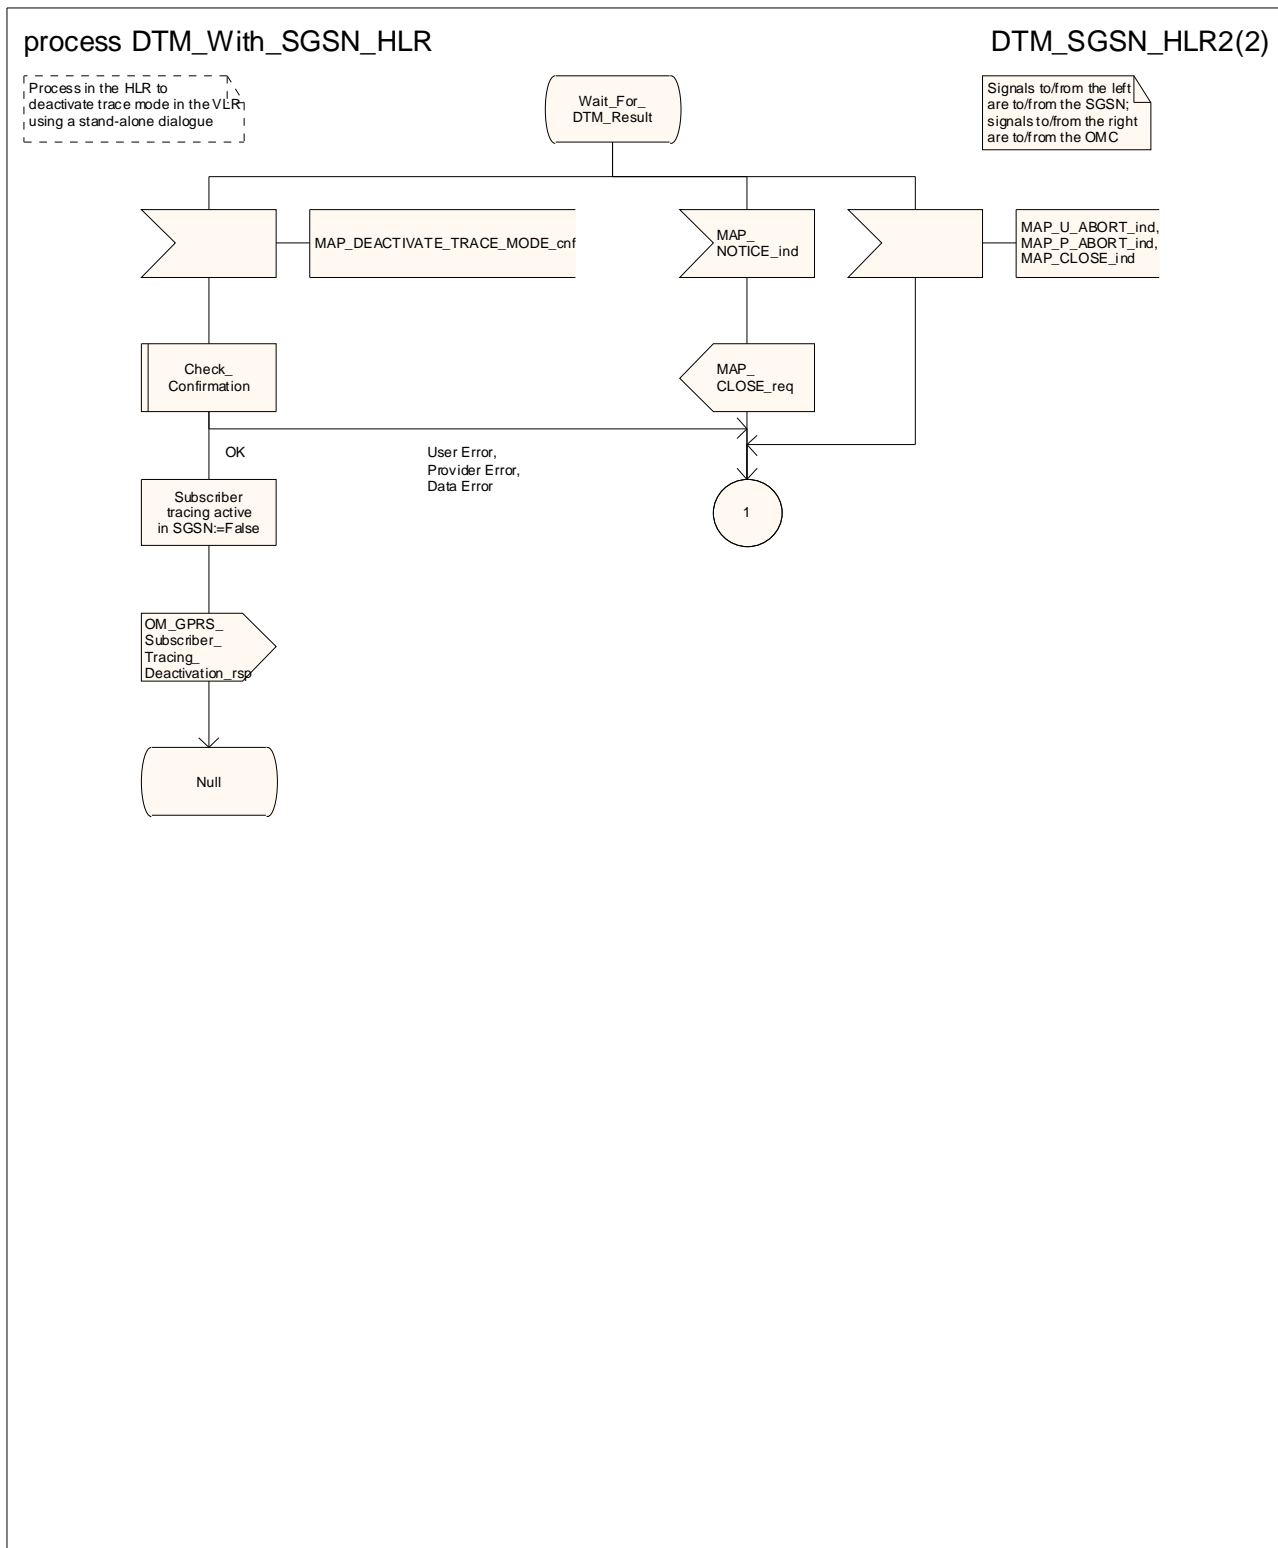 process DTM_With_SGSN_HLR
DTM_SGSN_HLR2(2)
Process in the HLR to
deactivate trace mode in the VLR
using a stand-alone dialogue
Wait_For_
DTM_Result
Signals to/from the left
are to/from the SGSN;
signals to/from the right
are to/from the OMC
MAP_DEACTIVATE_TRACE_MODE_cnf
MAP_
NOTICE_ind
MAP_U_ABORT_ind,
MAP_P_ABORT_ind,
MAP_CLOSE_ind
Check_
Confirmation
MAP_
CLOSE_req
OK
User Error,
Provider Error,
Data Error
Subscriber
tracing active
in SGSN:=False
1
OM_GPRS_
Subscriber_
Tracing_
Deactivation_rsp
Null